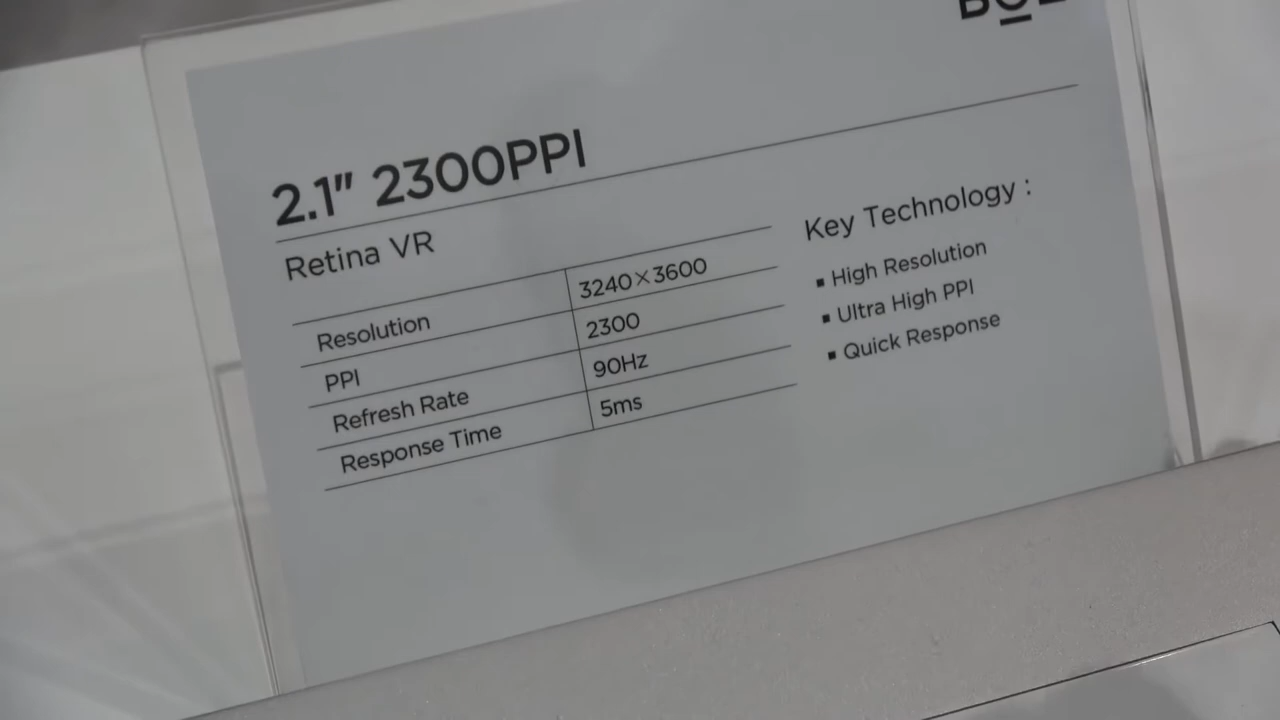 BOE
2.1" 2300PPI
Retina VR
Resolution 3240×3600
PPI 2300
Refresh Rate 90Hz
Response Time 5ms
Key Technology :
▪ High Resolution
▪ Ultra High PPI
▪ Quick Response